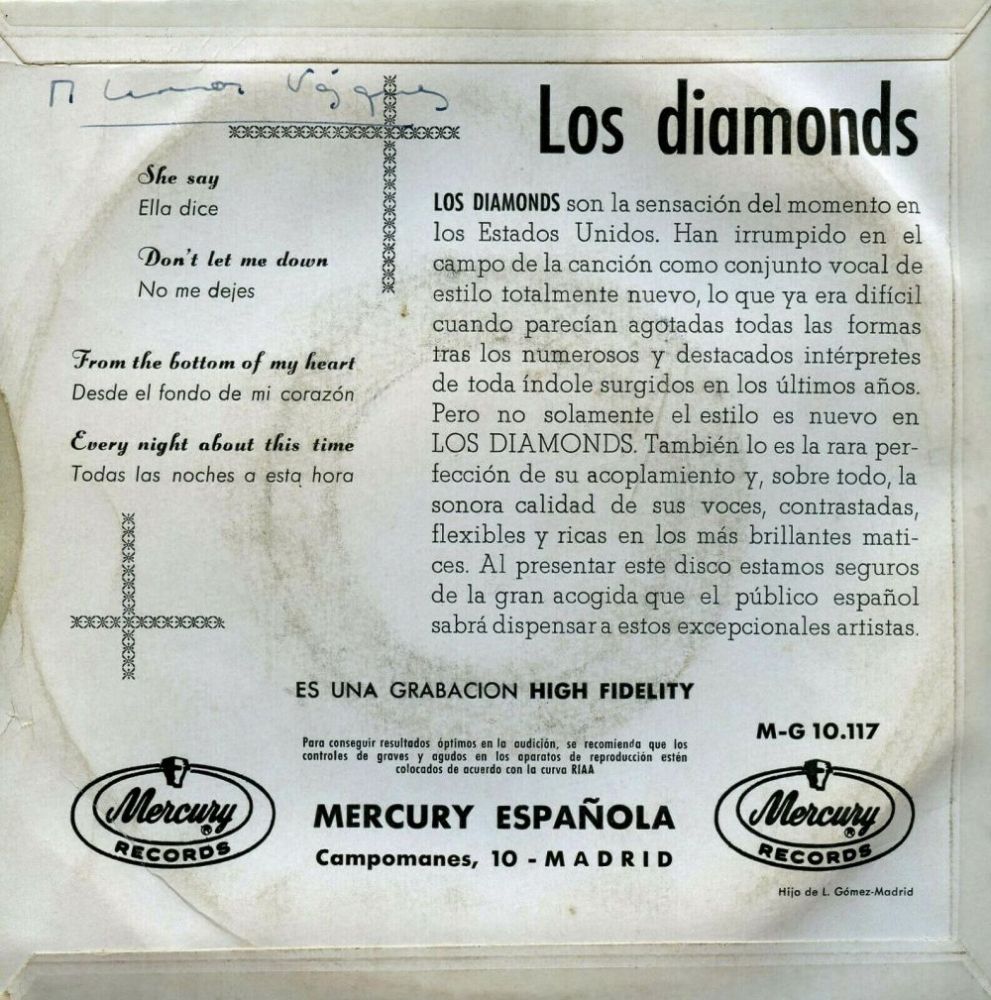 Los diamonds
She say
Ella dice
Don't let me down
No me dejes
From the bottom of my heart
Desde el fondo de mi corazón
Every night about this time
Todas las noches a esta hora
LOS DIAMONDS son la sensación del momento en
los Estados Unidos. Han irrumpido en el
campo de la canción como conjunto vocal de
estilo totalmente nuevo, lo que ya era difícil
cuando parecían agotadas todas las formas
tras los numerosos y destacados intérpretes
de toda índole surgidos en los últimos años.
Pero no solamente el estilo es nuevo en
LOS DIAMONDS. También lo es la rara per-
fección de su acoplamiento y, sobre todo, la
sonora calidad de sus voces, contrastadas,
flexibles y ricas en los más brillantes mati-
ces. Al presentar este disco estamos seguros
de la gran acogida que el público español
sabrá dispensar a estos excepcionales artistas.
ES UNA GRABACION HIGH FIDELITY
M-G 10.117
Para conseguir resultados óptimos en la audición, se recomienda que los
controles de graves y agudos en los aparatos de reproducción estén
colocados de acuerdo con la curva RIAA
Mercury ®
RECORDS
MERCURY ESPAÑOLA
Campomanes, 10 - MADRID
Mercury ®
RECORDS
Hijo de L. Gómez-Madrid